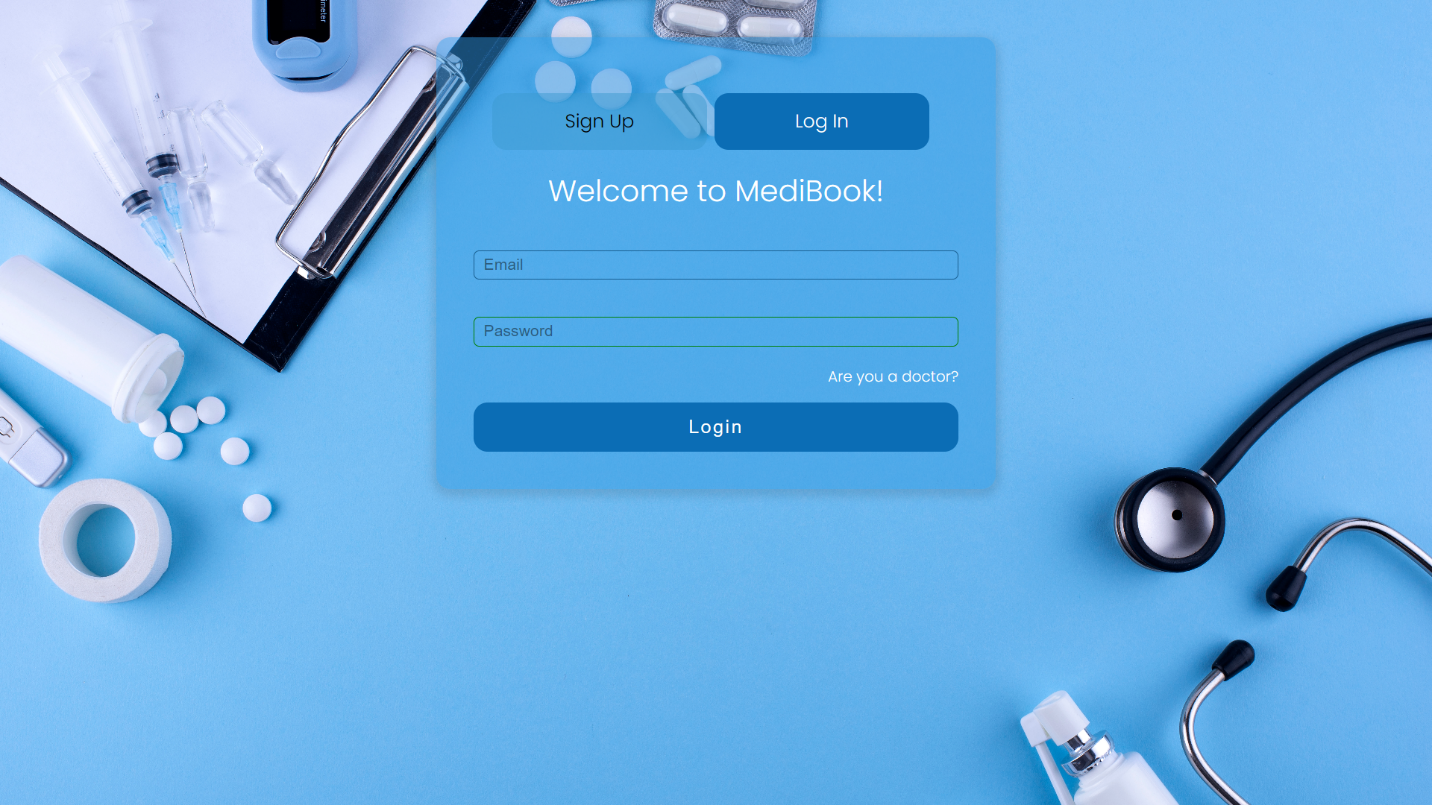 Sign Up
Log In
Welcome to MediBook!
Email
Password
Are you a doctor?
Login